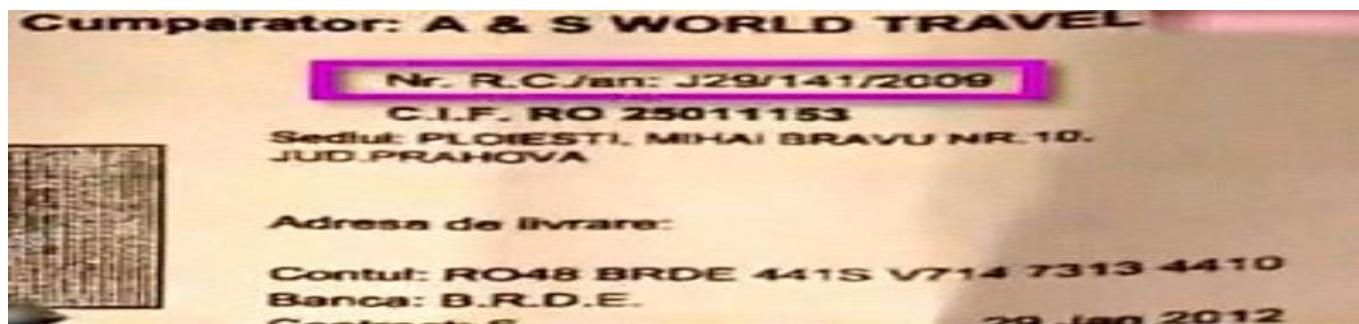 Cumparator: A & S WORLD TRAVEL
Nr. R.C./an: J29/141/2009
C.I.F. RO 25011153
Sediul: PLOIESTI, MIHAI BRAVU NR.10.
JUD.PRAHOVA
Adresa de livrare:
Contul: RO48 BRDE 441S V714 7313 4410
Banca: B.R.D.E.
29 Jan 2012